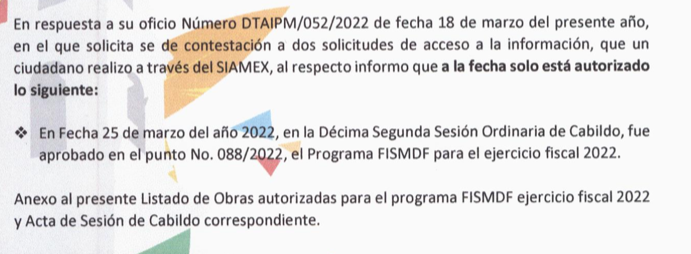 En respuesta a su oficio Número DTAIPM/052/2022 de fecha 18 de marzo del presente año,
en el que solicita se de contestación a dos solicitudes de acceso a la información, que un
ciudadano realizo a través del SIAMEX, al respecto informo que a la fecha solo está autorizado
lo siguiente:
❖ En Fecha 25 de marzo del año 2022, en la Décima Segunda Sesión Ordinaria de Cabildo, fue
aprobado en el punto No. 088/2022, el Programa FISMDF para el ejercicio fiscal 2022.
Anexo al presente Listado de Obras autorizadas para el programa FISMDF ejercicio fiscal 2022
y Acta de Sesión de Cabildo correspondiente.